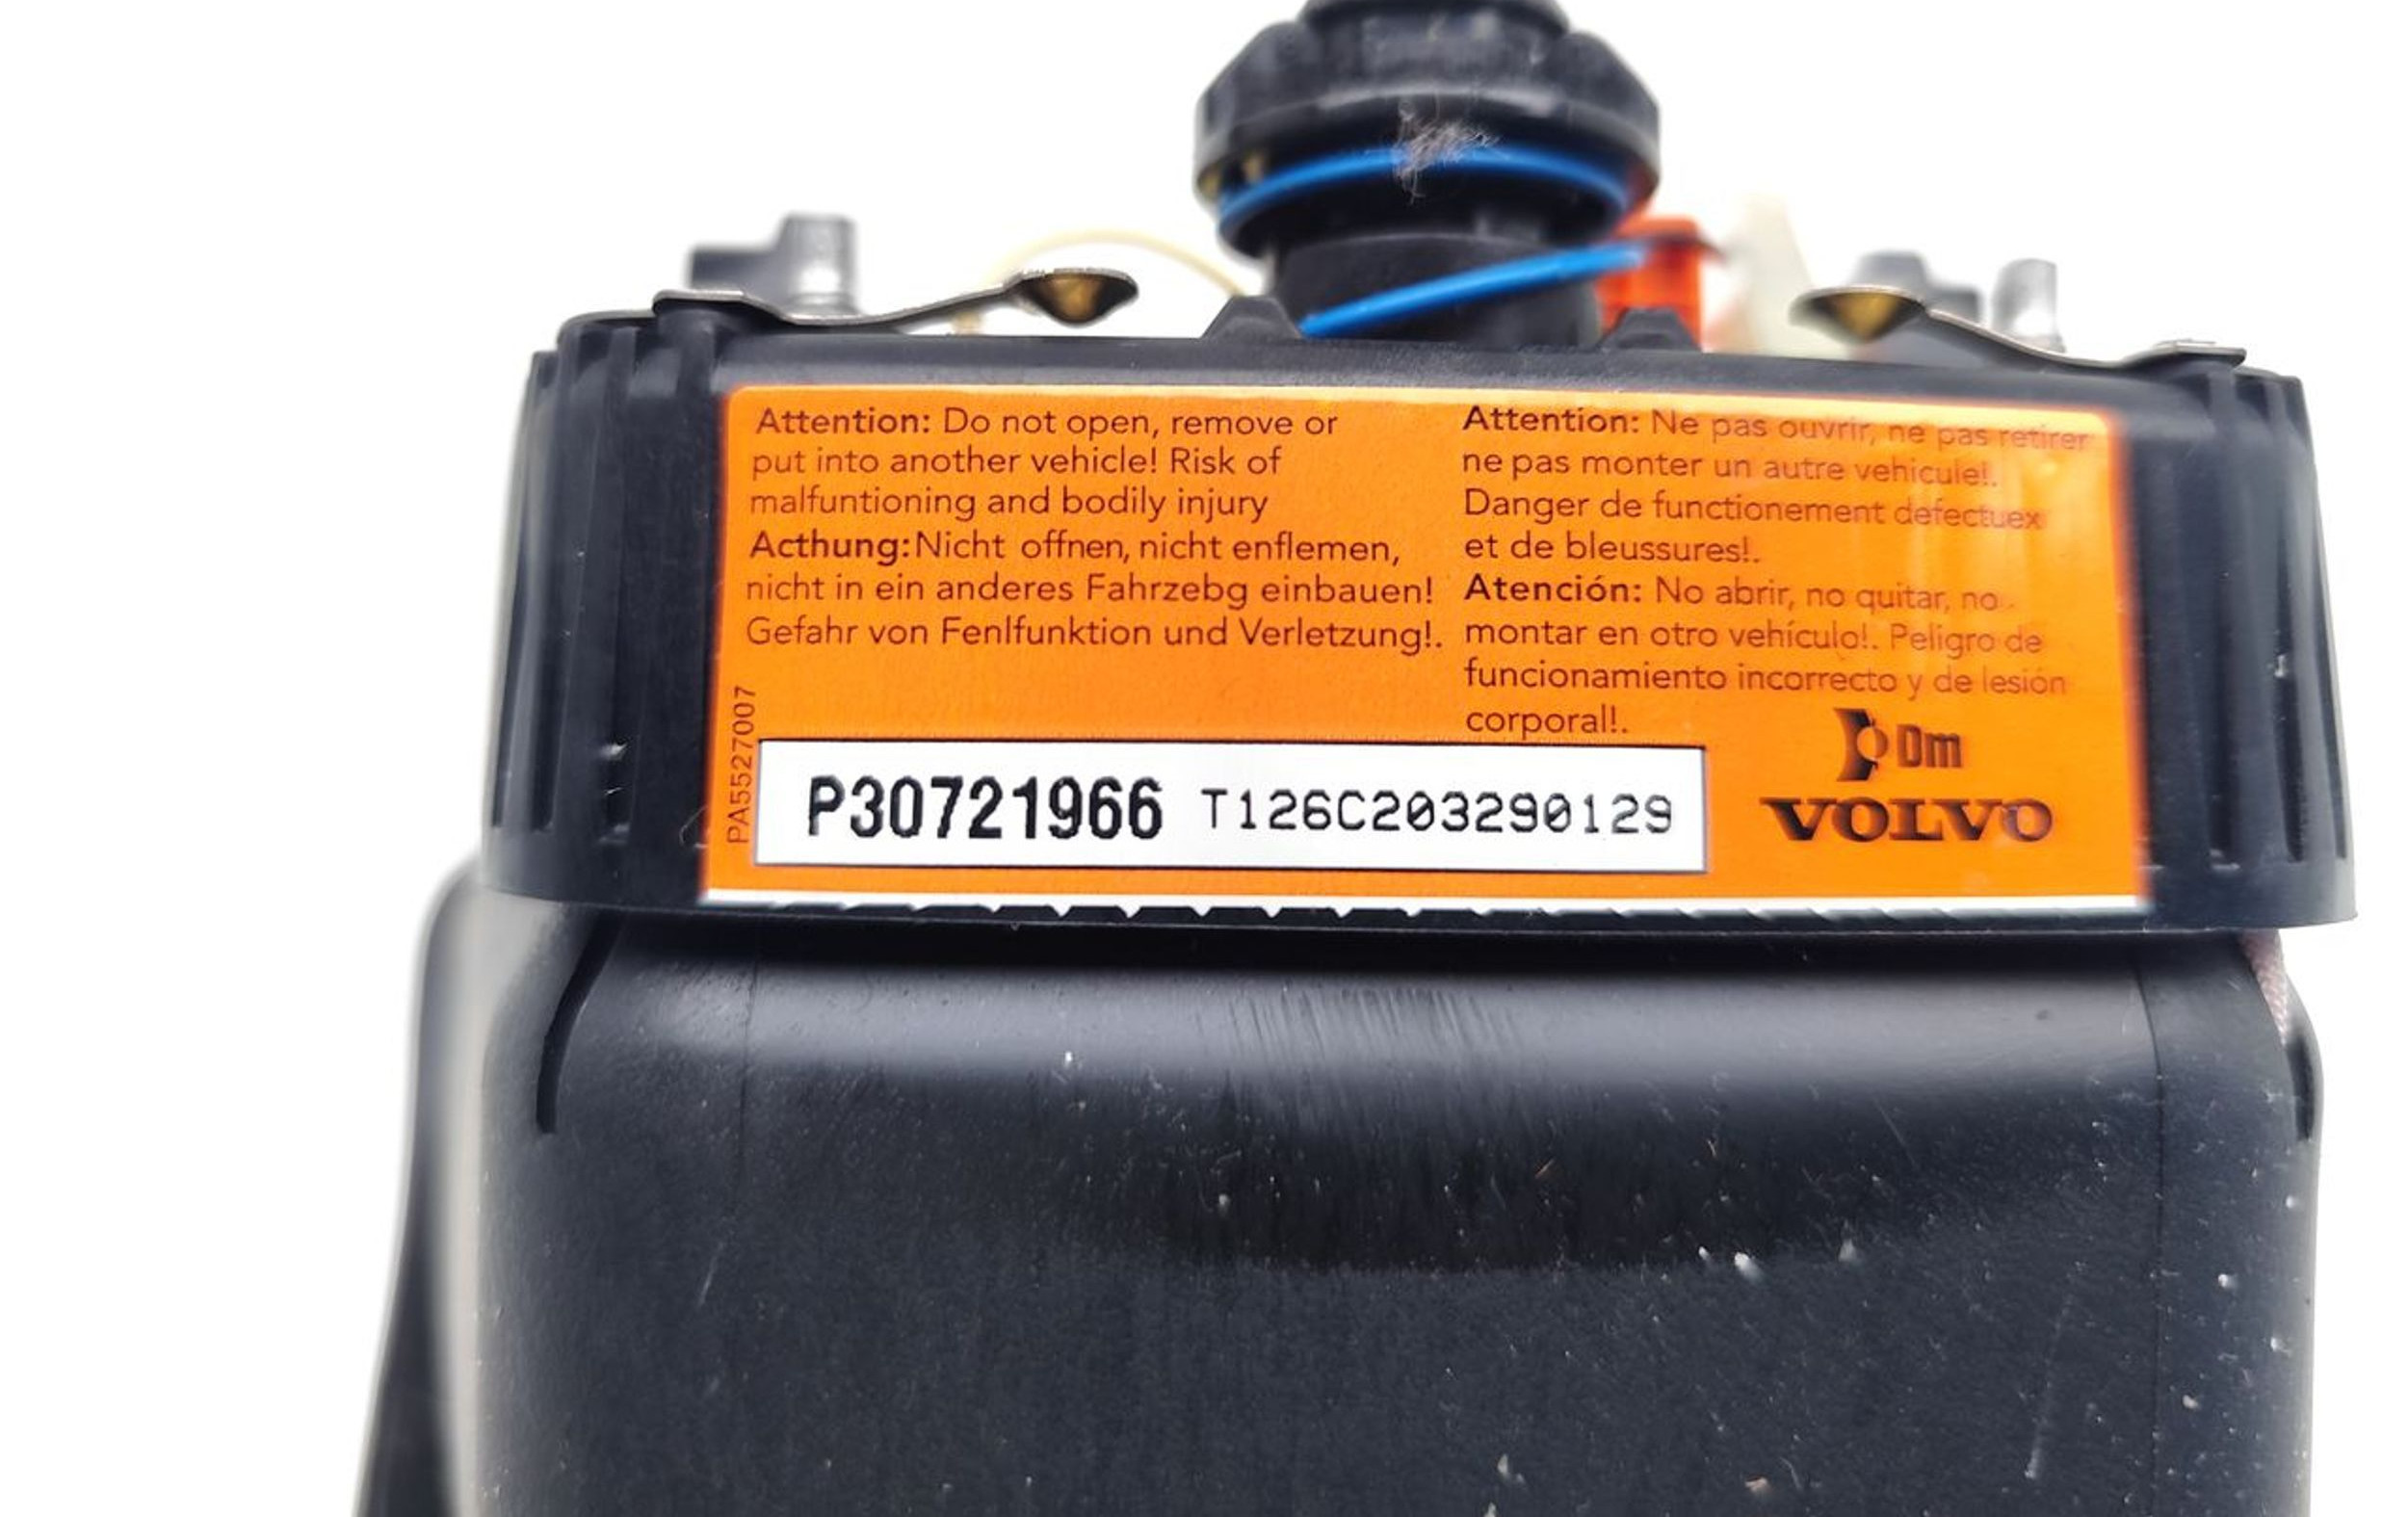 Attention: Do not open, remove or
put into another vehicle! Risk of
malfuntioning and bodily injury
Acthung:Nicht offnen, nicht enflemen,
nicht in ein anderes Fahrzebg einbauen!
Gefahr von Fenlfunktion und Verletzung!.
Attention: Ne pas ouvrir, ne pas retirer
ne pas monter un autre vehicule!.
Danger de functionement defectuex
et de bleussures!.
Atención: No abrir, no quitar, no
montar en otro vehículo!. Peligro de
funcionamiento incorrecto y de lesión
corporal!.
PA5527007
P30721966 T126C203290129
Dm
VOLVO